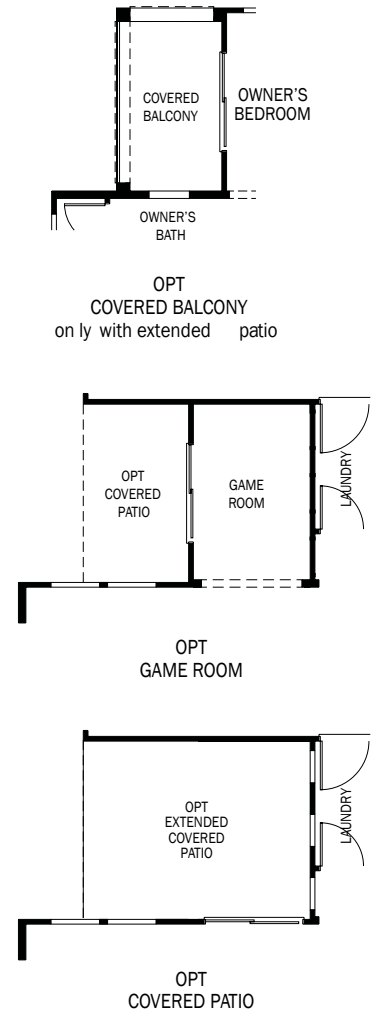 COVERED
BALCONY
OWNER'S
BEDROOM
OWNER'S
BATH
OPT
COVERED BALCONY
on ly with extended patio
OPT
COVERED
PATIO
GAME
ROOM
LAUNDRY
OPT
GAME ROOM
OPT
EXTENDED
COVERED
PATIO
LAUNDRY
OPT
COVERED PATIO